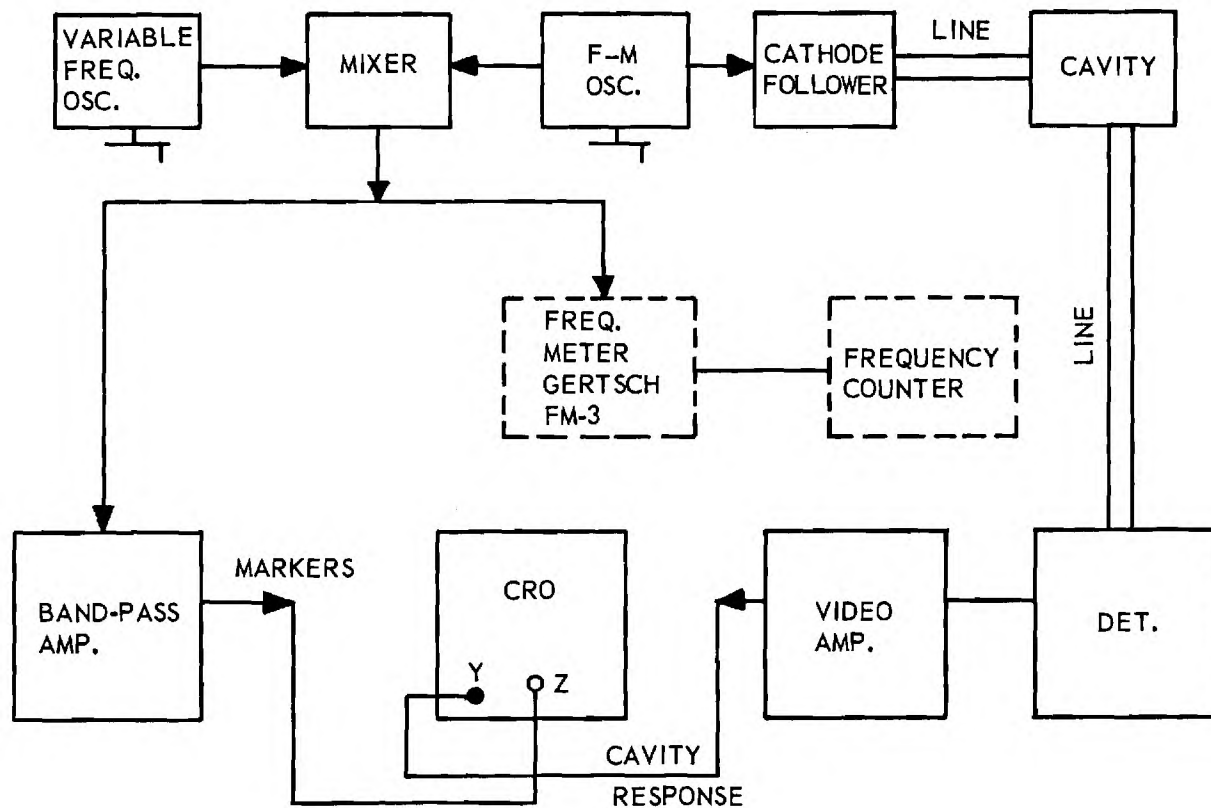 VARIABLE
FREQ.
OSC.
MIXER
F-M
OSC.
CATHODE
FOLLOWER
LINE
CAVITY
FREQ.
METER
GERTSCH
FM-3
FREQUENCY
COUNTER
LINE
BAND-PASS
AMP.
MARKERS
CRO
Y
Z
VIDEO
AMP.
DET.
CAVITY
RESPONSE